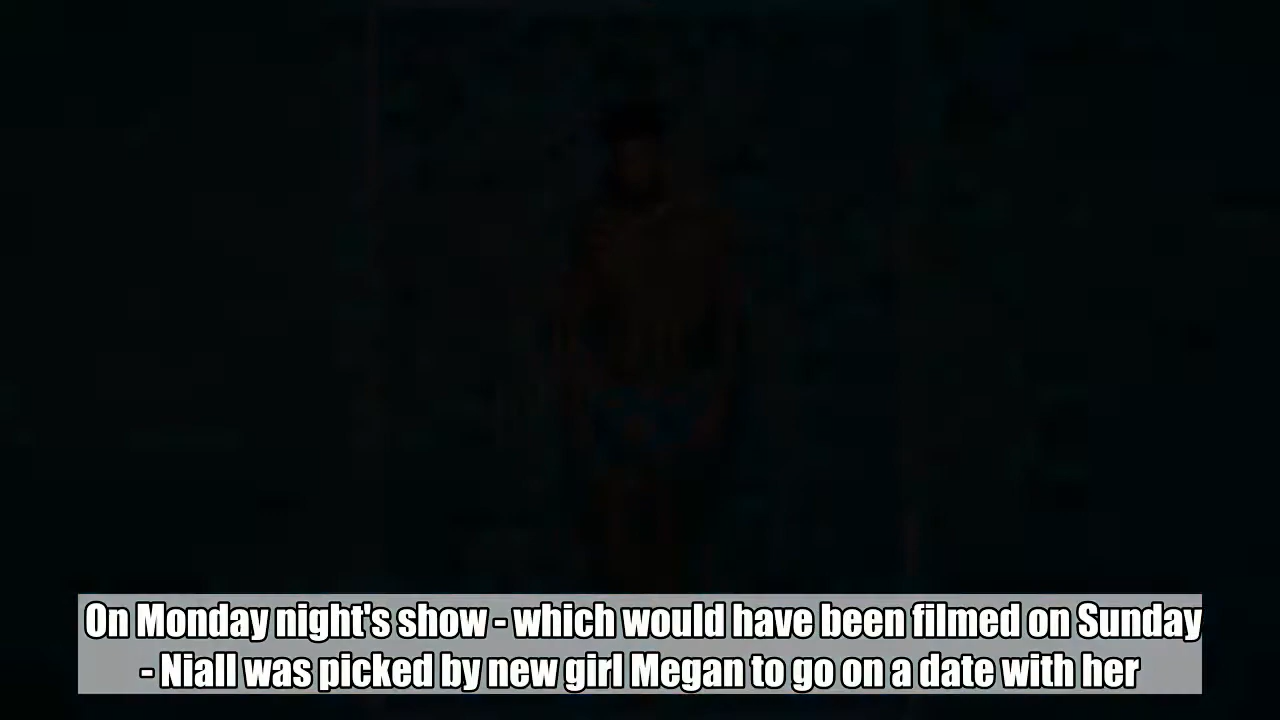 On Monday night's show - which would have been filmed on Sunday
- Niall was picked by new girl Megan to go on a date with her